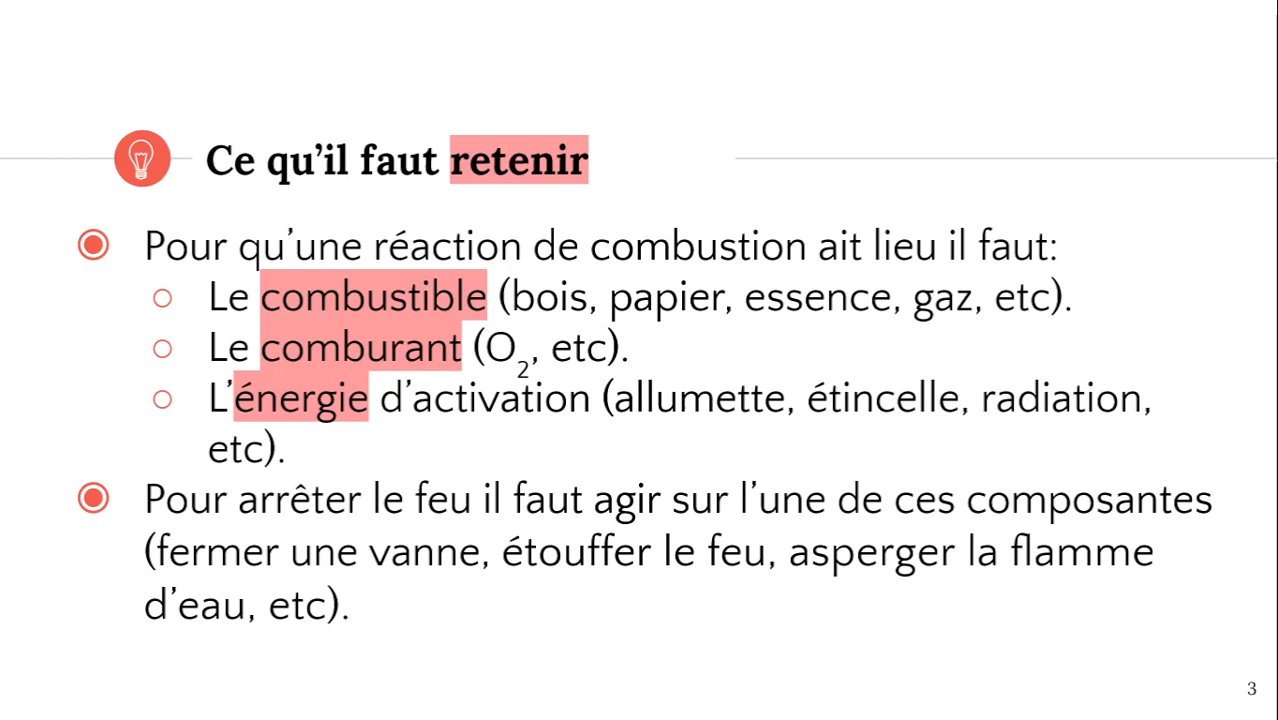 Ce qu’il faut retenir
Pour qu’une réaction de combustion ait lieu il faut:
Le combustible (bois, papier, essence, gaz, etc).
Le comburant (O₂, etc).
L’énergie d’activation (allumette, étincelle, radiation,
etc).
Pour arrêter le feu il faut agir sur l’une de ces composantes
(fermer une vanne, étouffer le feu, asperger la flamme
d’eau, etc).
3